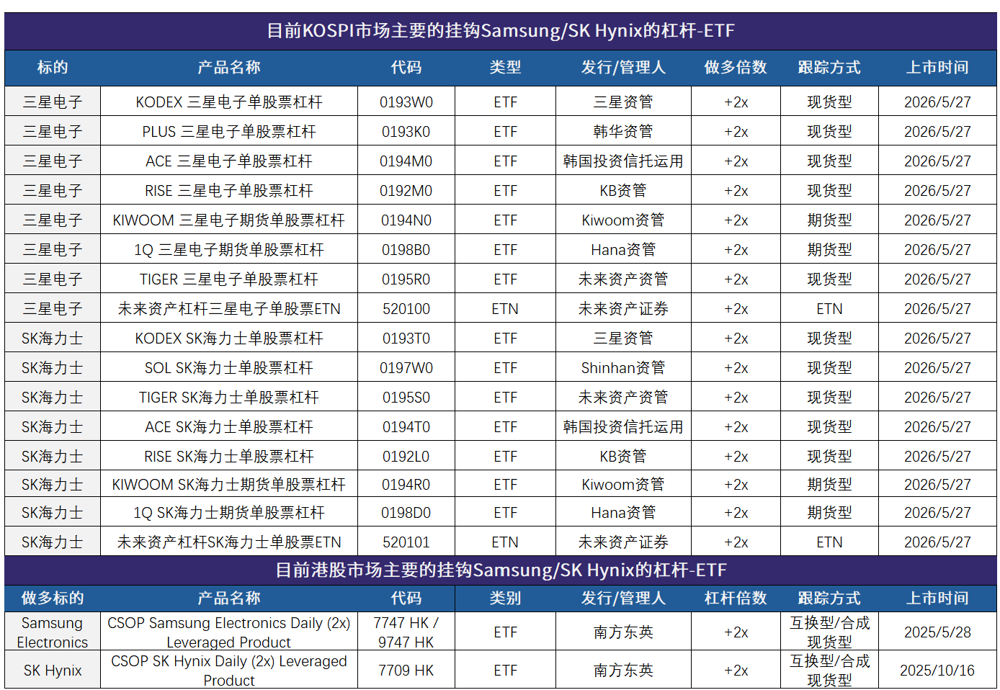 目前KOSPI市场主要的挂钩Samsung/SK Hynix的杠杆-ETF
标的 产品名称 代码 类型 发行/管理人 做多倍数 跟踪方式 上市时间
三星电子 KODEX 三星电子单股票杠杆 0193W0 ETF 三星资管 +2x 现货型 2026/5/27
三星电子 PLUS 三星电子单股票杠杆 0193K0 ETF 韩华资管 +2x 现货型 2026/5/27
三星电子 ACE 三星电子单股票杠杆 0194M0 ETF 韩国投资信托运用 +2x 现货型 2026/5/27
三星电子 RISE 三星电子单股票杠杆 0192M0 ETF KB资管 +2x 现货型 2026/5/27
三星电子 KIWOOM 三星电子期货单股票杠杆 0194N0 ETF Kiwoom资管 +2x 期货型 2026/5/27
三星电子 1Q 三星电子期货单股票杠杆 0198B0 ETF Hana资管 +2x 期货型 2026/5/27
三星电子 TIGER 三星电子单股票杠杆 0195R0 ETF 未来资产资管 +2x 现货型 2026/5/27
三星电子 未来资产杠杆三星电子单股票ETN 520100 ETN 未来资产证券 +2x ETN 2026/5/27
SK海力士 KODEX SK海力士单股票杠杆 0193T0 ETF 三星资管 +2x 现货型 2026/5/27
SK海力士 SOL SK海力士单股票杠杆 0197W0 ETF Shinhan资管 +2x 现货型 2026/5/27
SK海力士 TIGER SK海力士单股票杠杆 0195S0 ETF 未来资产资管 +2x 现货型 2026/5/27
SK海力士 ACE SK海力士单股票杠杆 0194T0 ETF 韩国投资信托运用 +2x 现货型 2026/5/27
SK海力士 RISE SK海力士单股票杠杆 0192L0 ETF KB资管 +2x 现货型 2026/5/27
SK海力士 KIWOOM SK海力士期货单股票杠杆 0194R0 ETF Kiwoom资管 +2x 期货型 2026/5/27
SK海力士 1Q SK海力士期货单股票杠杆 0198D0 ETF Hana资管 +2x 期货型 2026/5/27
SK海力士 未来资产杠杆SK海力士单股票ETN 520101 ETN 未来资产证券 +2x ETN 2026/5/27
目前港股市场主要的挂钩Samsung/SK Hynix的杠杆-ETF
做多标的 产品名称 代码 类别 发行/管理人 杠杆倍数 跟踪方式 上市时间
Samsung Electronics CSOP Samsung Electronics Daily (2x) Leveraged Product 7747 HK / 9747 HK ETF 南方东英 +2x 互换型/合成现货型 2025/5/28
SK Hynix CSOP SK Hynix Daily (2x) Leveraged Product 7709 HK ETF 南方东英 +2x 互换型/合成现货型 2025/10/16